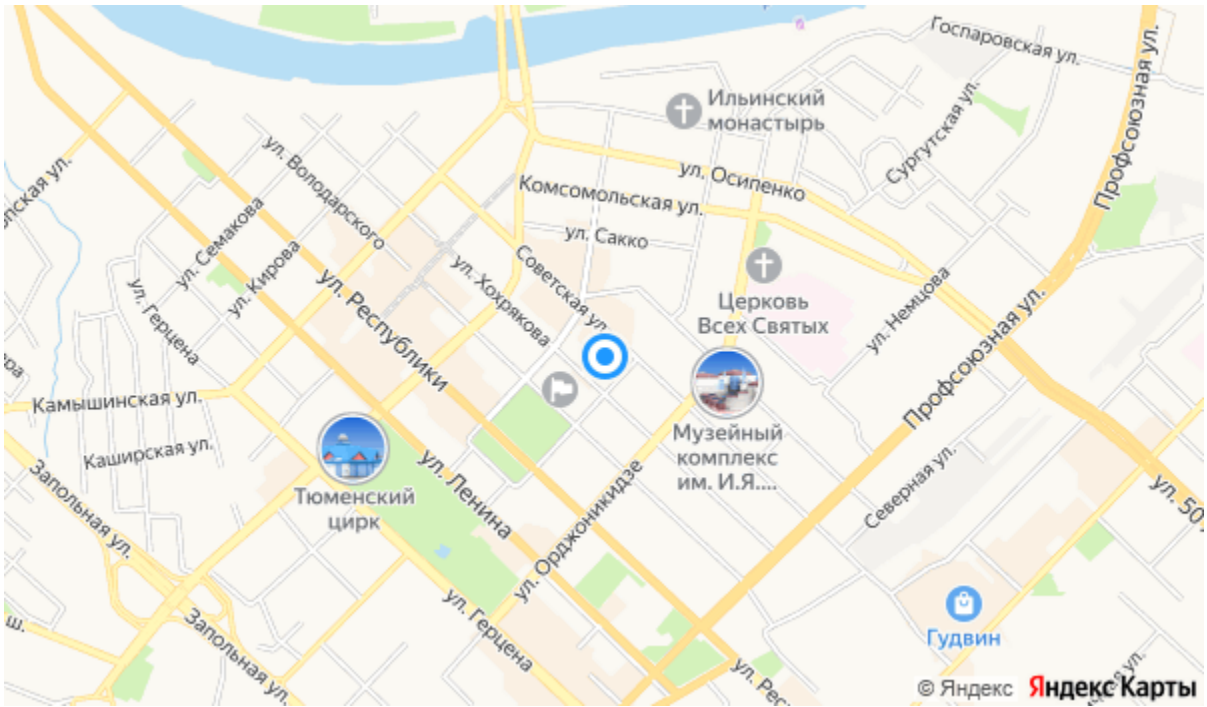 Госпаровская ул.
Профсоюзная ул.
Ильинский
монастырь
Сургутская ул.
ул. Володарского
ул. Осипенко
Комсомольская ул.
ул. Семакова
ул. Сакко
ул. Кирова
Советская ул.
ул. Хохрякова
Церковь
Всех Святых
ул. Немцова
ул. Герцена
ул. Республики
Профсоюзная ул.
Камышинская ул.
Каширская ул.
Музейный
комплекс
им. И.Я....
ул. Ленина
Тюменский
цирк
Запольная ул.
Северная ул.
ул. Орджоникидзе
ул. Герцена
Запольная ул.
Гудвин
ш.
© Яндекс Яндекс Карты